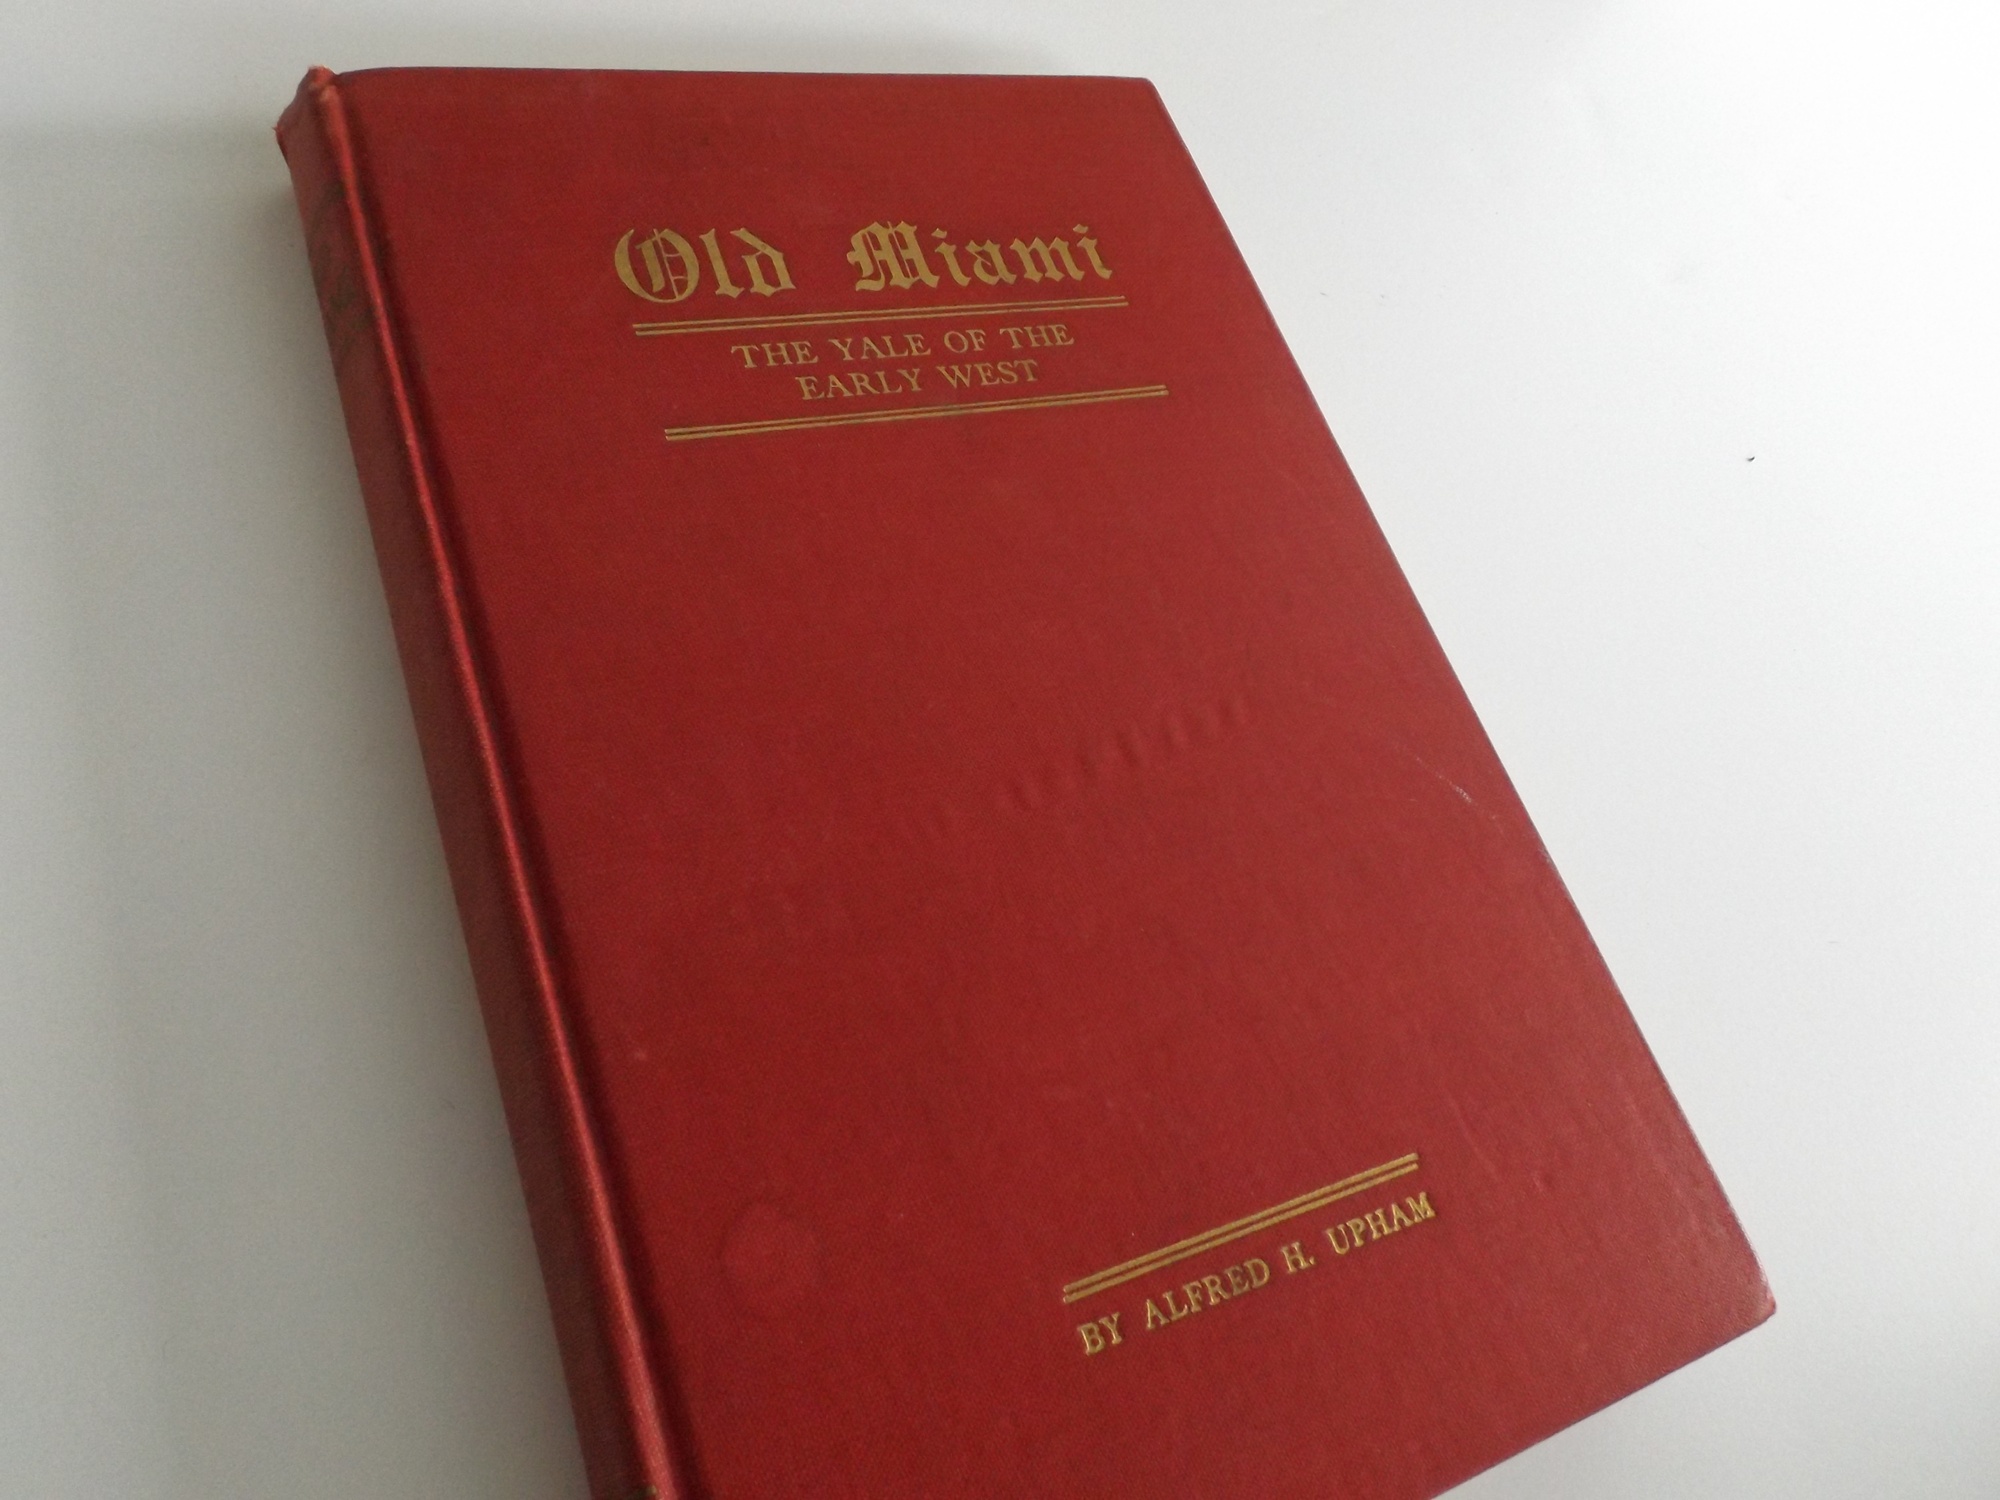 Old Miami
THE YALE OF THE
EARLY WEST
BY ALFRED H. UPHAM